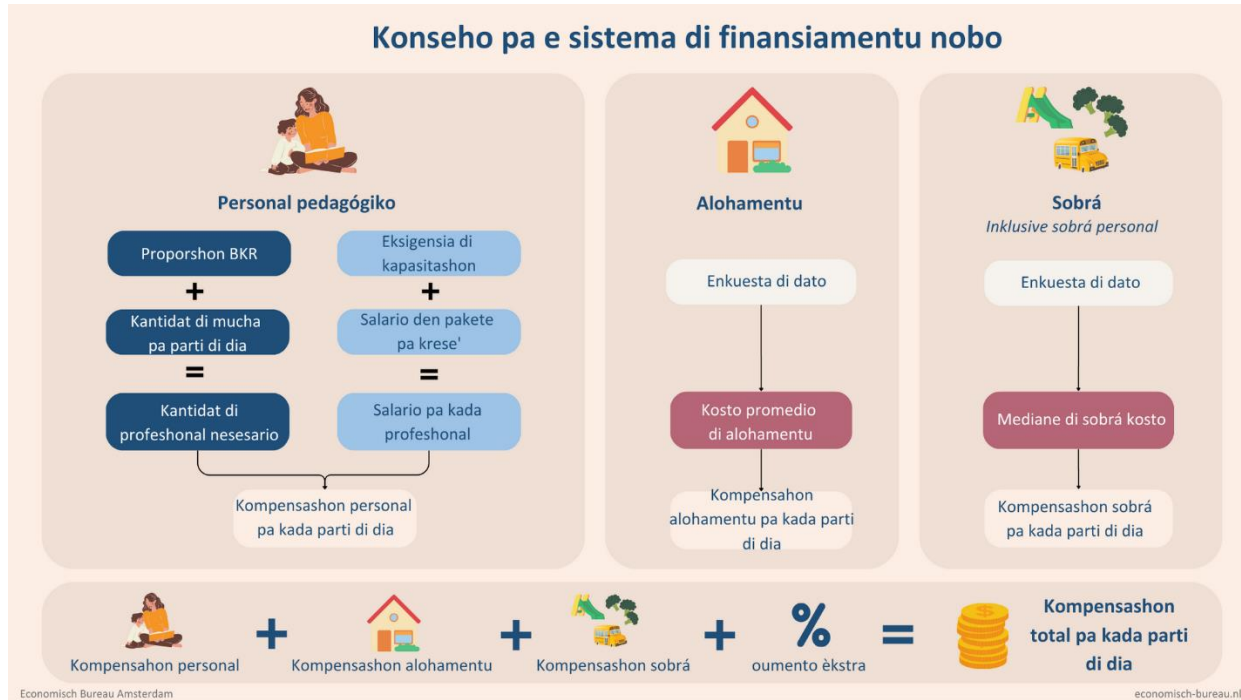 Konseho pa e sistema di finansiamentu nobo
Personal pedagógiko
Proporshon BKR
+
Kantidat di mucha
pa parti di dia
=
Kantidat di
profeshonal nesesario
Eksigensia di
kapasitashon
+
Salario den pakete
pa krese'
=
Salario pa kada
profeshonal
Kompensashon personal
pa kada parti di dia
Alohamentu
Enkuesta di dato
Kosto promedio
di alohamentu
Kompensahon
alohamentu pa kada parti
di dia
Sobrá
Inklusive sobrá personal
Enkuesta di dato
Mediane di sobrá kosto
Kompensashon sobrá
pa kada parti di dia
Kompensahon personal
+
Kompensashon alohamentu
+
Kompensashon sobrá
+
%
oumento èkstra
=
Kompensashon
total pa kada parti
di dia
Economisch Bureau Amsterdam
economisch-bureau.nl